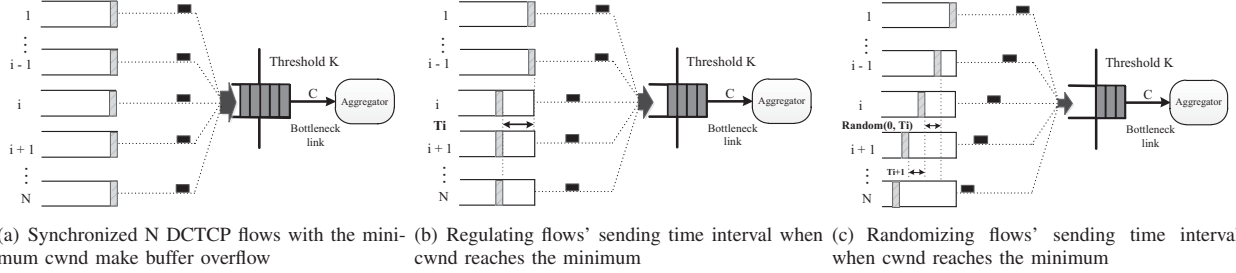 1
⋮
i - 1
i
i + 1
⋮
N
Threshold K
C
Aggregator
Bottleneck
link
1
⋮
i - 1
i
Ti
i + 1
⋮
N
Threshold K
C
Aggregator
Bottleneck
link
1
⋮
i - 1
i
Random(0, Ti)
i + 1
Ti+1
⋮
N
Threshold K
C
Aggregator
Bottleneck
link
(a) Synchronized N DCTCP flows with the mini-
mum cwnd make buffer overflow
(b) Regulating flows' sending time interval when
cwnd reaches the minimum
(c) Randomizing flows' sending time interval
when cwnd reaches the minimum